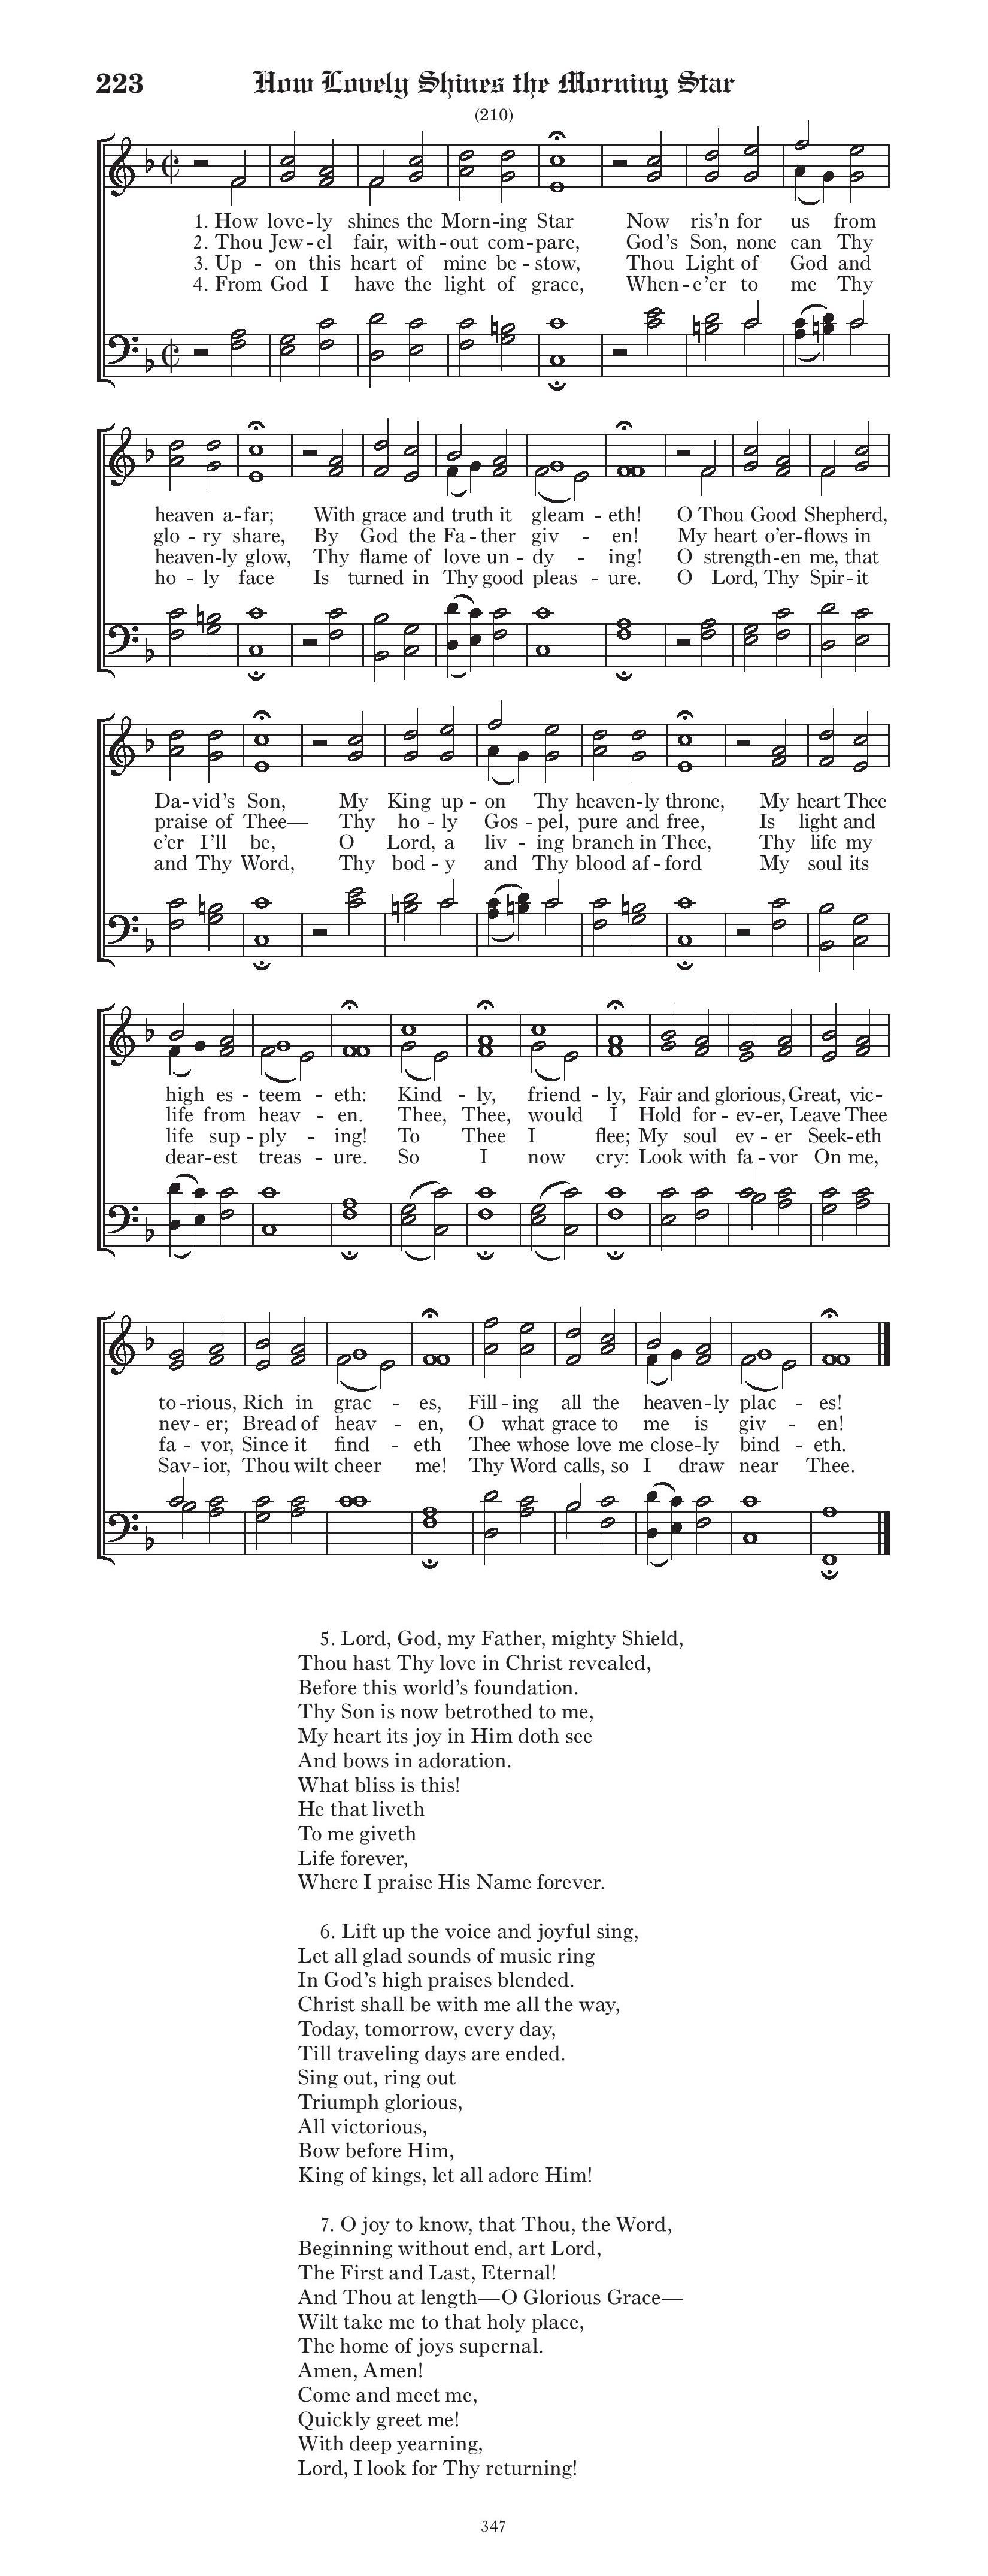 223 How Lovely Shines the Morning Star
(210)
1. How love-ly shines the Morn-ing Star Now ris'n for us from
2. Thou Jew-el fair, with-out com-pare, God's Son, none can Thy
3. Up - on this heart of mine be-stow, Thou Light of God and
4. From God I have the light of grace, When-e'er to me Thy
heaven a-far; With grace and truth it gleam - eth! O Thou Good Shepherd,
glo - ry share, By God the Fa-ther giv - en! My heart o'er-flows in
heaven-ly glow, Thy flame of love un - dy - ing! O strength-en me, that
ho - ly face Is turned in Thy good pleas - ure. O Lord, Thy Spir-it
Da-vid's Son, My King up - on Thy heaven-ly throne, My heart Thee
praise of Thee— Thy ho - ly Gos - pel, pure and free, Is light and
e'er I'll be, O Lord, a liv - ing branch in Thee, Thy life my
and Thy Word, Thy bod - y and Thy blood af-ford My soul its
high es - teem - eth: Kind - ly, friend - ly, Fair and glorious, Great, vic-
life from heav - en. Thee, Thee, would I Hold for - ev-er, Leave Thee
life sup - ply - ing! To Thee I flee; My soul ev - er Seek-eth
dear-est treas - ure. So I now cry: Look with fa - vor On me,
to-rious, Rich in grac - es, Fill-ing all the heaven-ly plac - es!
nev - er; Bread of heav - en, O what grace to me is giv - en!
fa - vor, Since it find - eth Thee whose love me close-ly bind - eth.
Sav-ior, Thou wilt cheer me! Thy Word calls, so I draw near Thee.
5. Lord, God, my Father, mighty Shield,
Thou hast Thy love in Christ revealed,
Before this world's foundation.
Thy Son is now betrothed to me,
My heart its joy in Him doth see
And bows in adoration.
What bliss is this!
He that liveth
To me giveth
Life forever,
Where I praise His Name forever.
6. Lift up the voice and joyful sing,
Let all glad sounds of music ring
In God's high praises blended.
Christ shall be with me all the way,
Today, tomorrow, every day,
Till traveling days are ended.
Sing out, ring out
Triumph glorious,
All victorious,
Bow before Him,
King of kings, let all adore Him!
7. O joy to know, that Thou, the Word,
Beginning without end, art Lord,
The First and Last, Eternal!
And Thou at length—O Glorious Grace—
Wilt take me to that holy place,
The home of joys supernal.
Amen, Amen!
Come and meet me,
Quickly greet me!
With deep yearning,
Lord, I look for Thy returning!
347